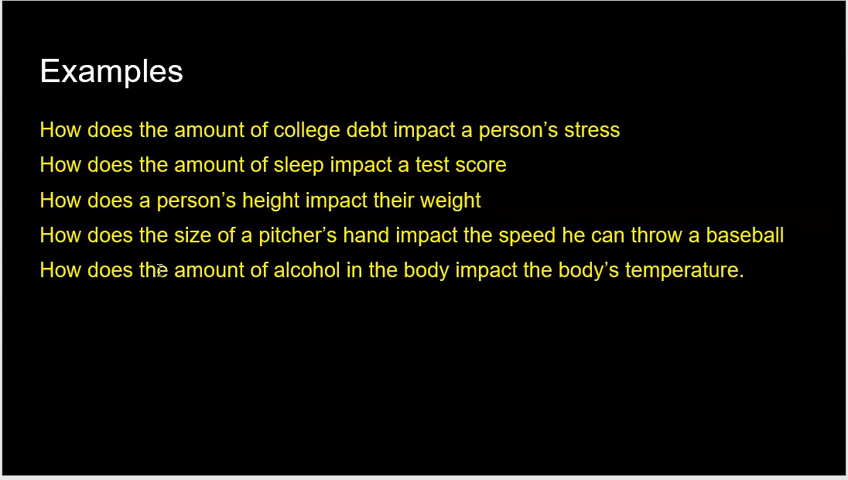 Examples
How does the amount of college debt impact a person’s stress
How does the amount of sleep impact a test score
How does a person’s height impact their weight
How does the size of a pitcher’s hand impact the speed he can throw a baseball
How does the amount of alcohol in the body impact the body’s temperature.